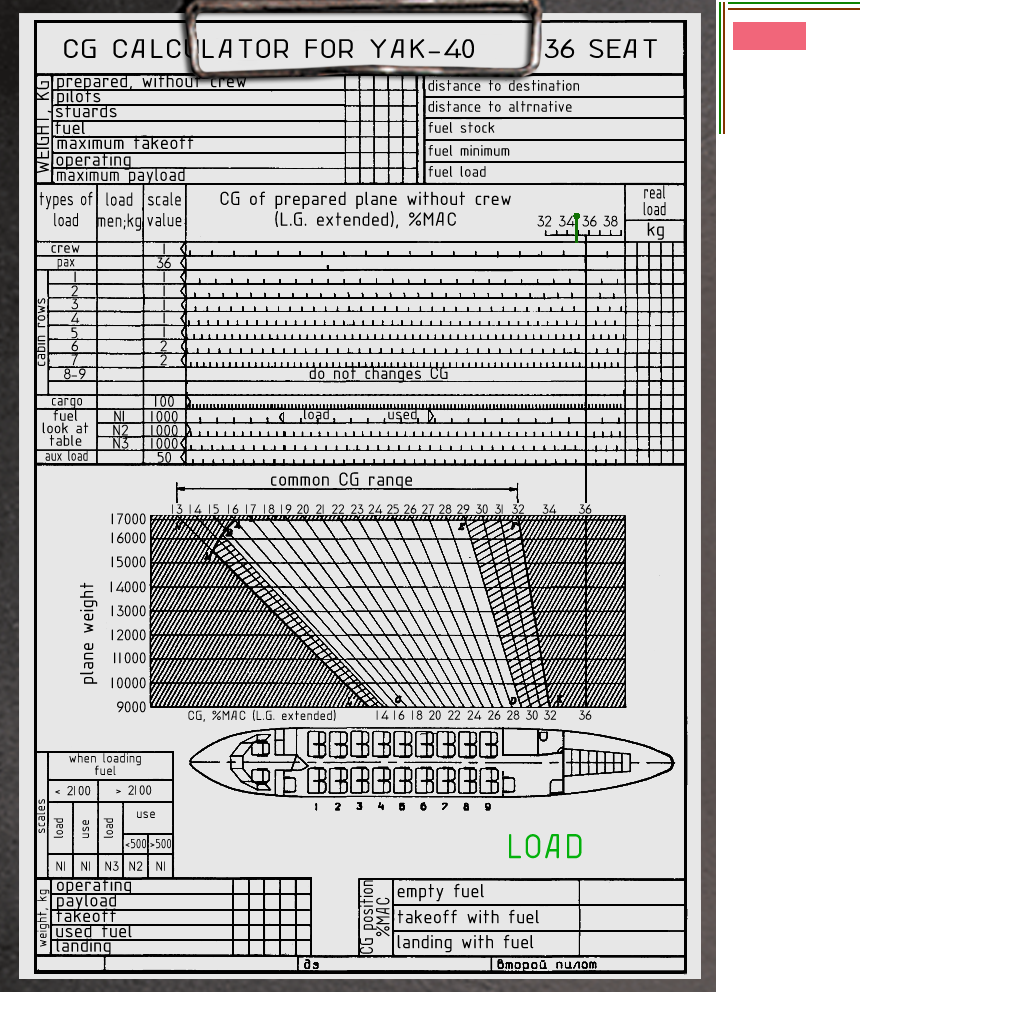 CG CALCULATOR FOR YAK-40 36 SEAT
WEIGHT, KG
prepared, without crew
pilots
stuards
fuel
maximum takeoff
operating
maximum payload
distance to destination
distance to altrnative
fuel stock
fuel minimum
fuel load
types of load
load men;kg
scale value
CG of prepared plane without crew
(L.G. extended), %MAC
32 34 36 38
real load
kg
crew 1
pax 36
cabin rows
1 1
2 1
3 1
4 1
5 1
6 2
7 2
8-9 do not changes CG
cargo 100
fuel N1 1000 load used
look at N2 1000
table N3 1000
aux load 50
common CG range
13 14 15 16 17 18 19 20 21 22 23 24 25 26 27 28 29 30 31 32 34 36
plane weight
17000
16000
15000
14000
13000
12000
11000
10000
9000
CG, %MAC (L.G. extended) 14 16 18 20 22 24 26 28 30 32 36
1 2 3 4 5 6 7 8 9
scales
when loading
fuel
< 2100 > 2100
load use load use
<500 >500
N1 N1 N3 N2 N1
LOAD
weight, kg
operating
payload
takeoff
used fuel
landing
CG position
%MAC
empty fuel
takeoff with fuel
landing with fuel
второй пилот